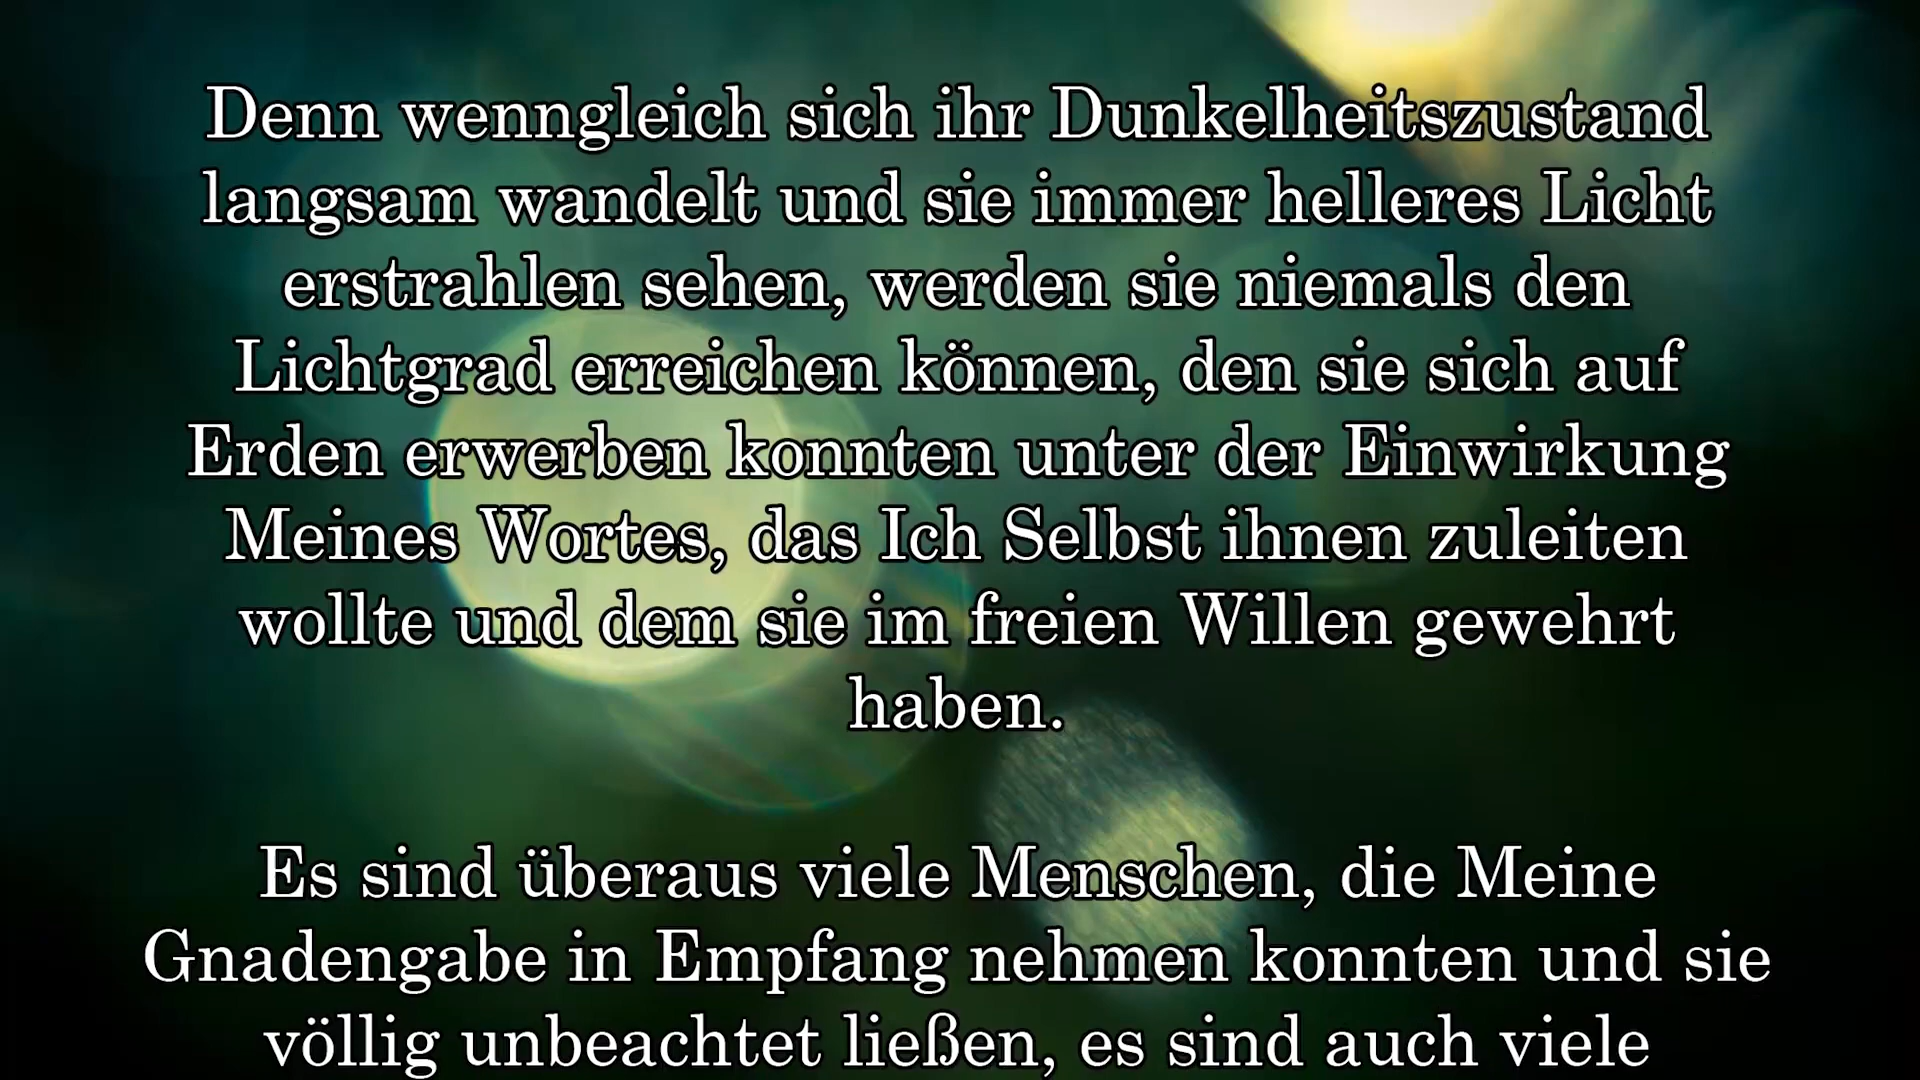 Denn wenngleich sich ihr Dunkelheitszustand
langsam wandelt und sie immer helleres Licht
erstrahlen sehen, werden sie niemals den
Lichtgrad erreichen können, den sie sich auf
Erden erwerben konnten unter der Einwirkung
Meines Wortes, das Ich Selbst ihnen zuleiten
wollte und dem sie im freien Willen gewehrt
haben.
Es sind überaus viele Menschen, die Meine
Gnadengabe in Empfang nehmen konnten und sie
völlig unbeachtet ließen, es sind auch viele